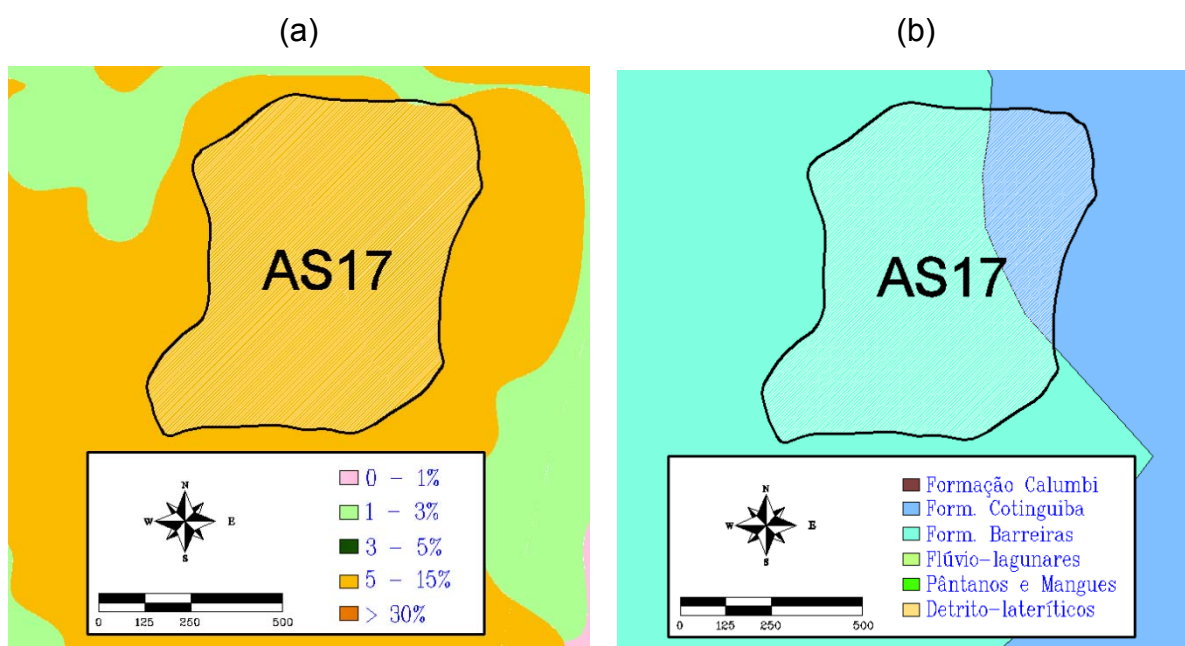 (a)
(b)
AS17
N
W
E
S
0 - 1%
1 - 3%
3 - 5%
5 - 15%
> 30%
0 125 250 500
AS17
N
W
E
S
Formação Calumbi
Form. Cotinguiba
Form. Barreiras
Flúvio-lagunares
Pântanos e Mangues
Detrito-lateríticos
0 125 250 500